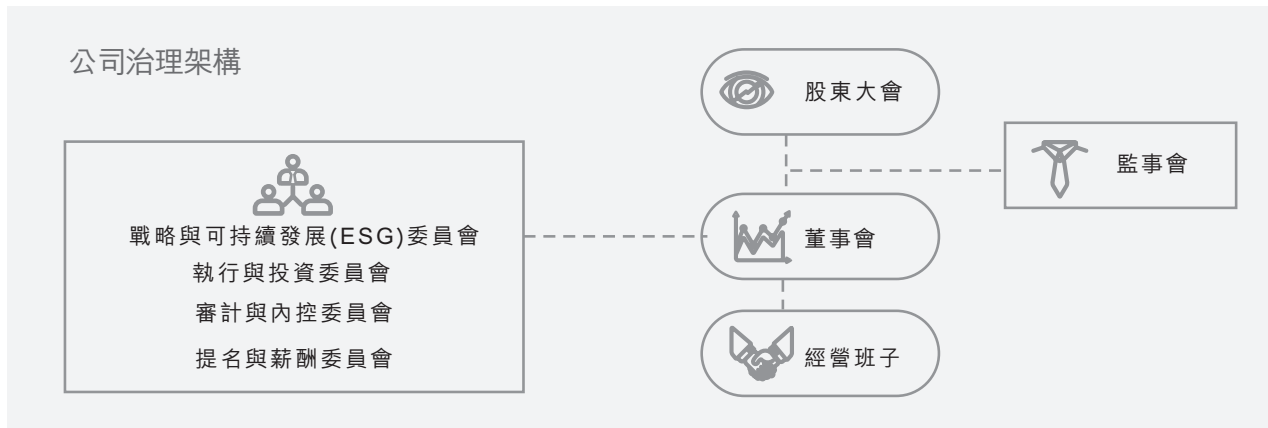 公司治理架構
股東大會
監事會
戰略與可持續發展(ESG)委員會
執行與投資委員會
審計與內控委員會
提名與薪酬委員會
董事會
經營班子